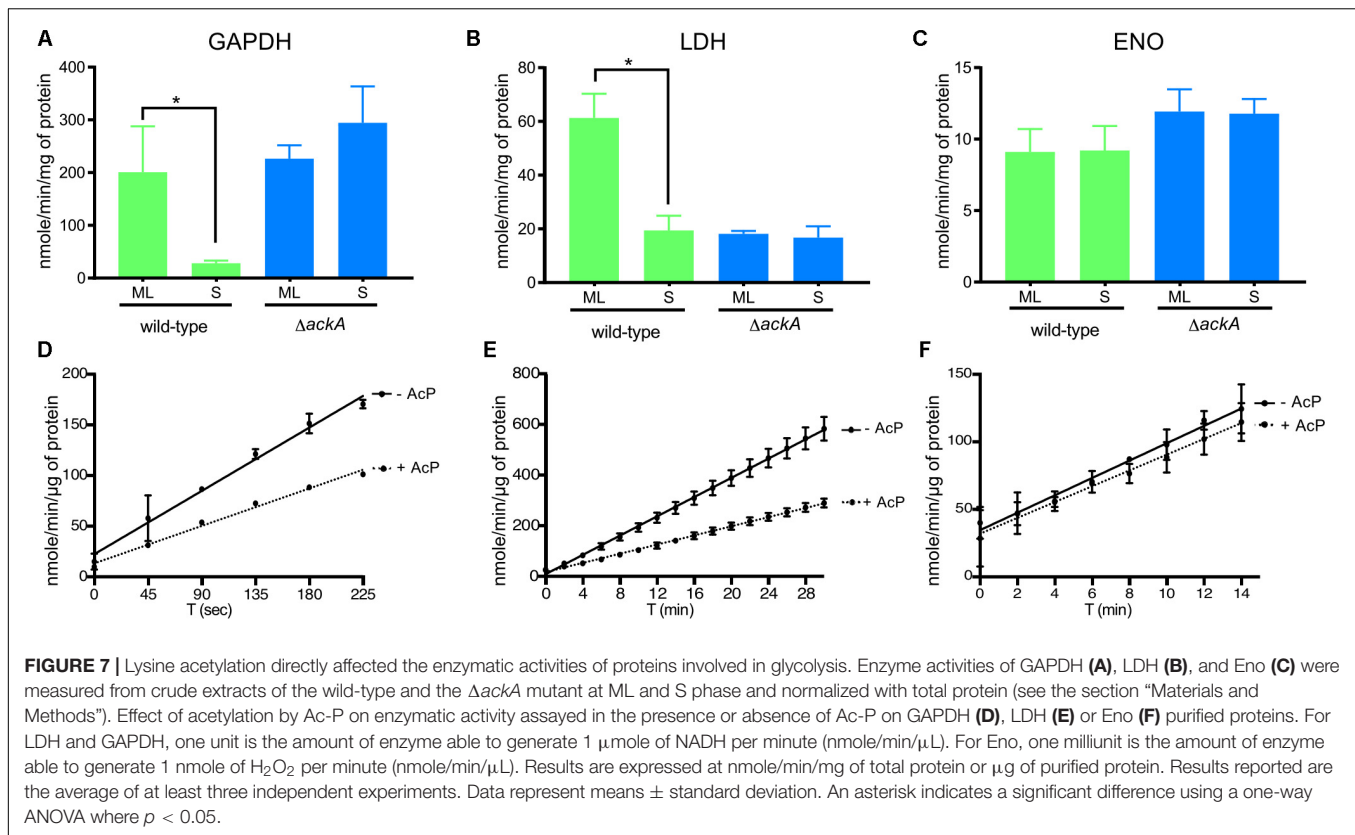 A
GAPDH
nmole/min/mg of protein
400
300
200
100
0
*
ML
S
ML
S
wild-type
ΔackA
B
LDH
nmole/min/mg of protein
80
60
40
20
0
*
ML
S
ML
S
wild-type
ΔackA
C
ENO
nmole/min/mg of protein
15
10
5
0
ML
S
ML
S
wild-type
ΔackA
D
nmole/min/µg of protein
200
150
100
50
0
- AcP
+ AcP
0 45 90 135 180 225
T (sec)
E
nmole/min/µg of protein
800
600
400
200
0
- AcP
+ AcP
0 4 8 12 16 20 24 28
T (min)
F
nmole/min/µg of protein
150
100
50
0
- AcP
+ AcP
0 2 4 6 8 10 12 14
T (min)
FIGURE 7 | Lysine acetylation directly affected the enzymatic activities of proteins involved in glycolysis. Enzyme activities of GAPDH (A), LDH (B), and Eno (C) were
measured from crude extracts of the wild-type and the ΔackA mutant at ML and S phase and normalized with total protein (see the section “Materials and
Methods”). Effect of acetylation by Ac-P on enzymatic activity assayed in the presence or absence of Ac-P on GAPDH (D), LDH (E) or Eno (F) purified proteins. For
LDH and GAPDH, one unit is the amount of enzyme able to generate 1 µmole of NADH per minute (nmole/min/µL). For Eno, one milliunit is the amount of enzyme
able to generate 1 nmole of H₂O₂ per minute (nmole/min/µL). Results are expressed at nmole/min/mg of total protein or µg of purified protein. Results reported are
the average of at least three independent experiments. Data represent means ± standard deviation. An asterisk indicates a significant difference using a one-way
ANOVA where p < 0.05.